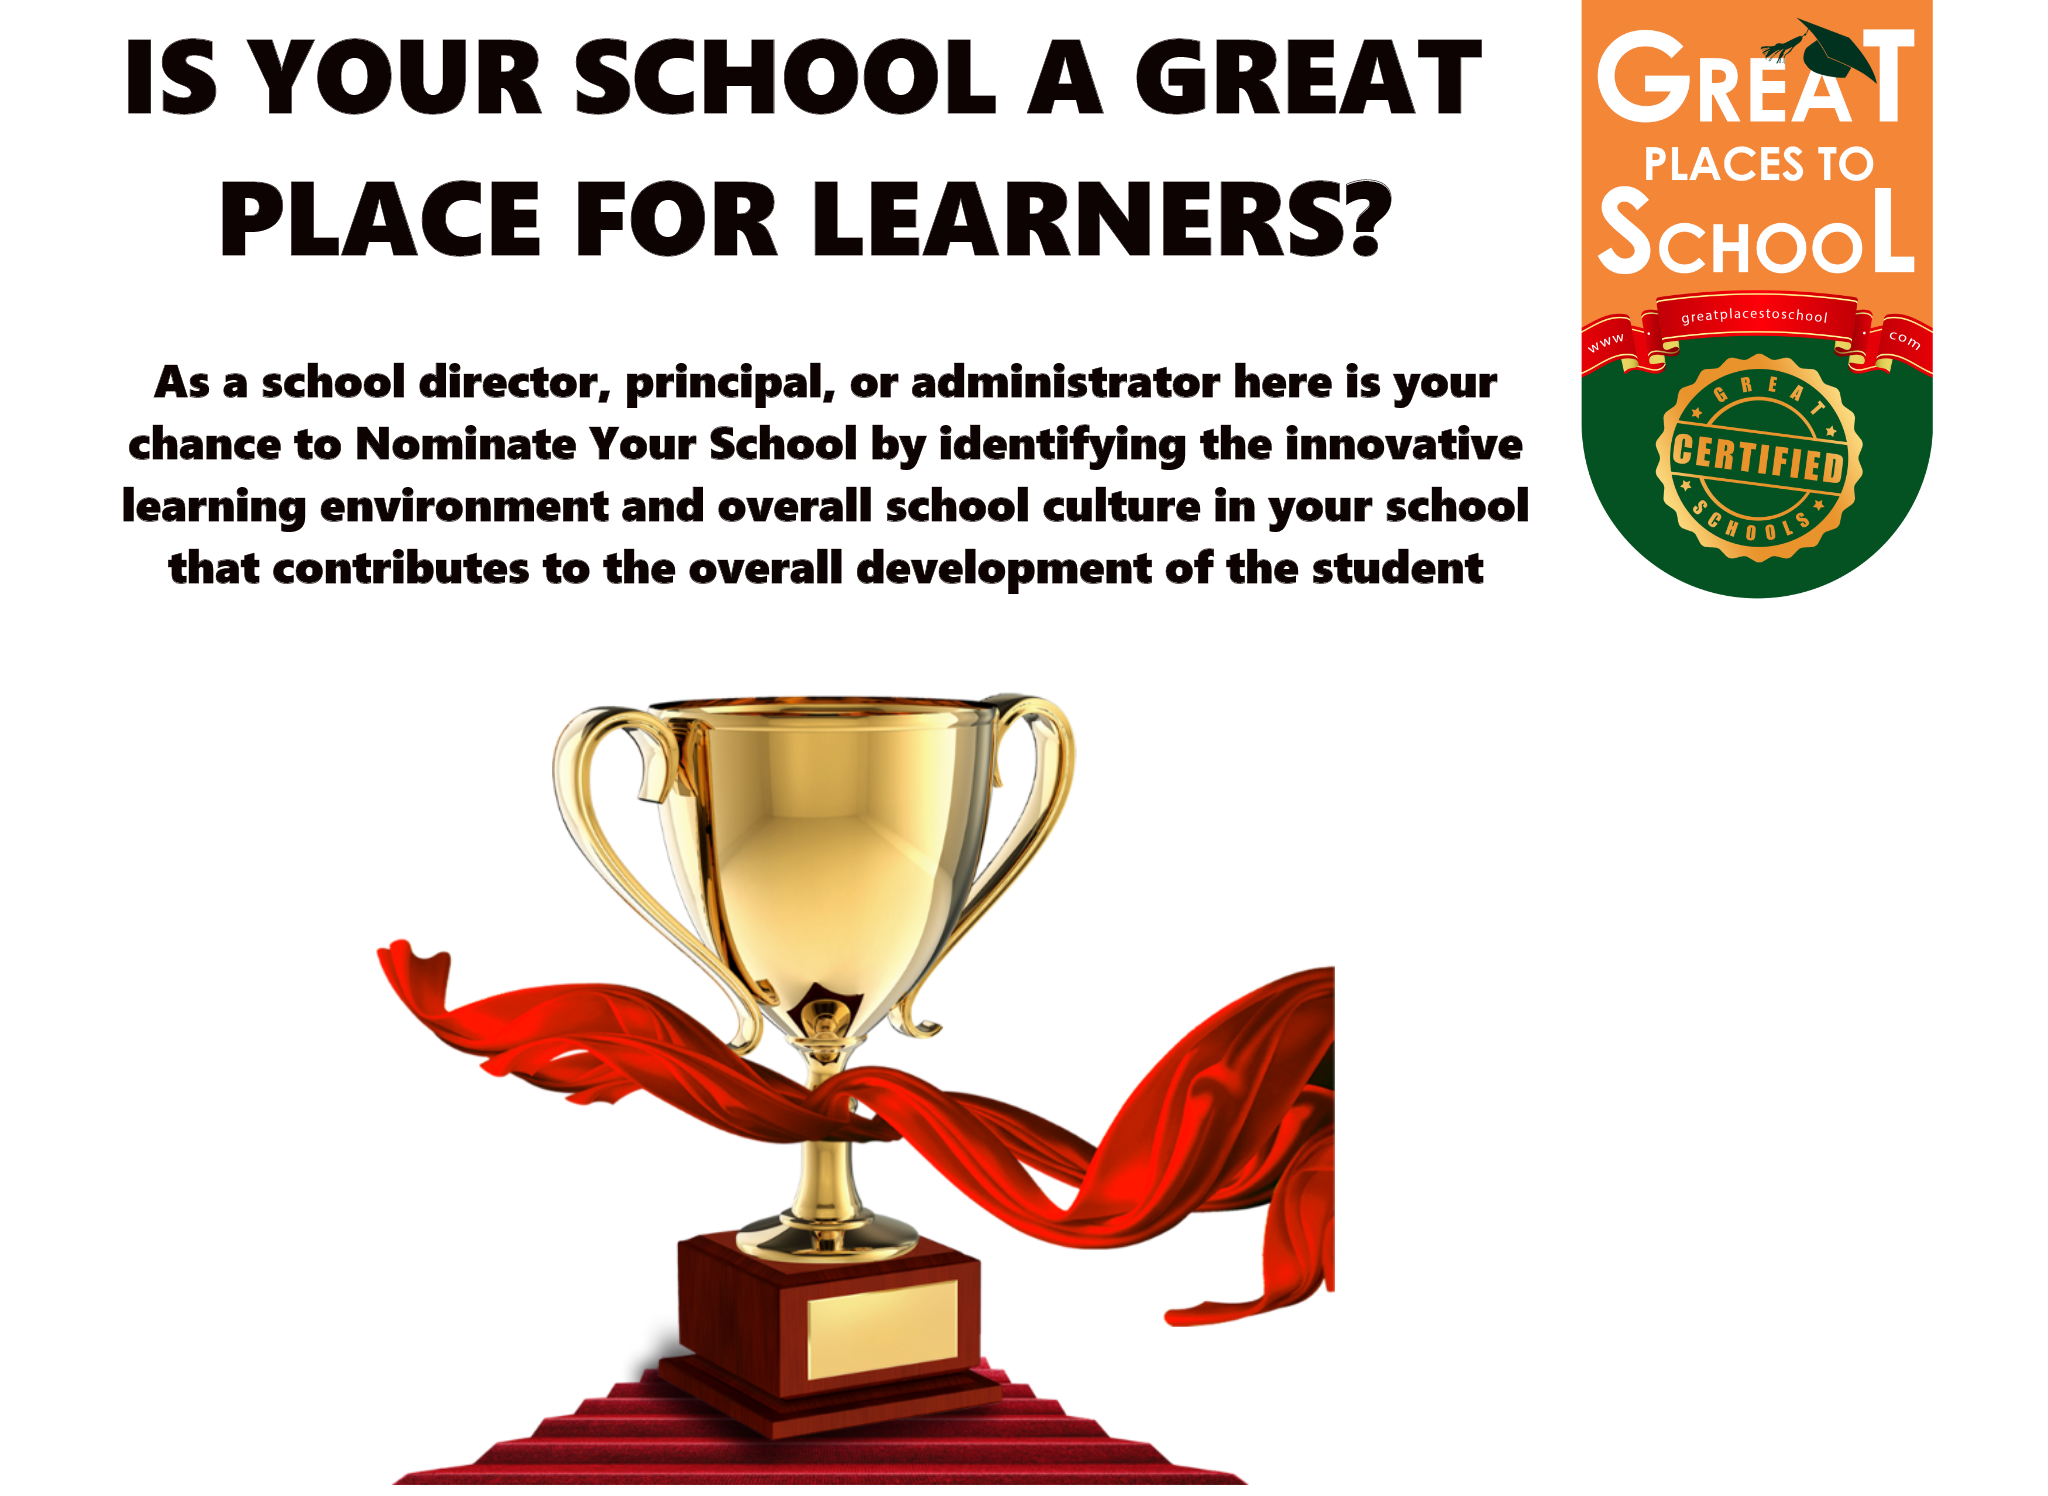 IS YOUR SCHOOL A GREAT
PLACE FOR LEARNERS?
As a school director, principal, or administrator here is your
chance to Nominate Your School by identifying the innovative
learning environment and overall school culture in your school
that contributes to the overall development of the student
GREAT
PLACES TO
SCHOOL
www.greatplacestoschool.com
GREAT
CERTIFIED
SCHOOLS